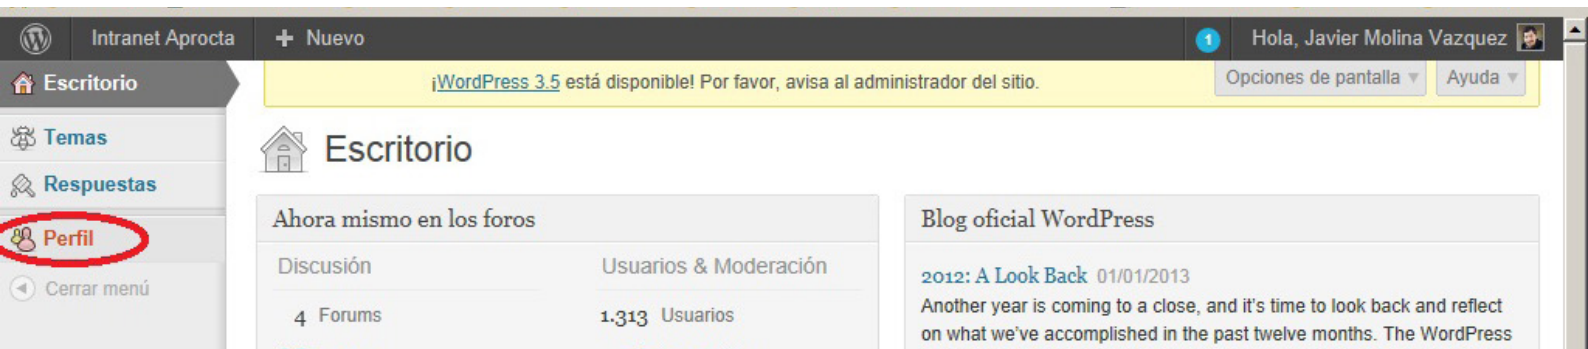 Intranet Aprocta + Nuevo 1 Hola, Javier Molina Vazquez
Escritorio
¡WordPress 3.5 está disponible! Por favor, avisa al administrador del sitio.
Opciones de pantalla Ayuda
Temas
Respuestas
Perfil
Cerrar menú
Escritorio
Ahora mismo en los foros
Discusión Usuarios & Moderación
4 Forums 1.313 Usuarios
Blog oficial WordPress
2012: A Look Back 01/01/2013
Another year is coming to a close, and it's time to look back and reflect
on what we've accomplished in the past twelve months. The WordPress